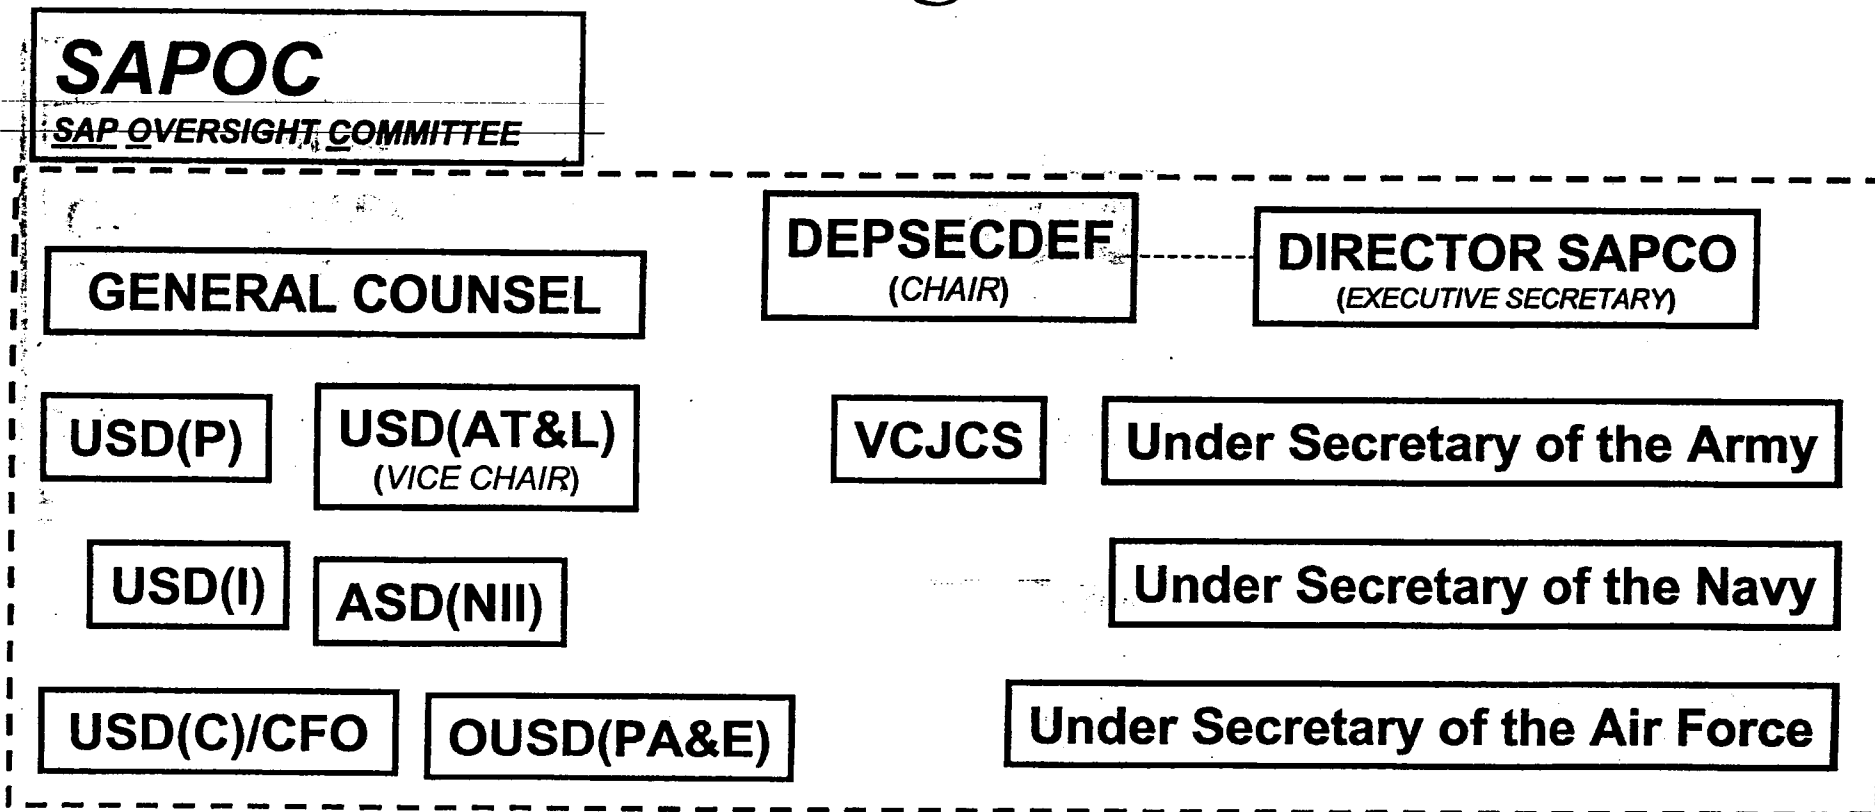 SAPOC
SAP OVERSIGHT COMMITTEE
DEPSECDEF
(CHAIR)
DIRECTOR SAPCO
(EXECUTIVE SECRETARY)
GENERAL COUNSEL
USD(P)
USD(AT&L)
(VICE CHAIR)
VCJCS
Under Secretary of the Army
USD(I)
ASD(NII)
Under Secretary of the Navy
USD(C)/CFO
OUSD(PA&E)
Under Secretary of the Air Force